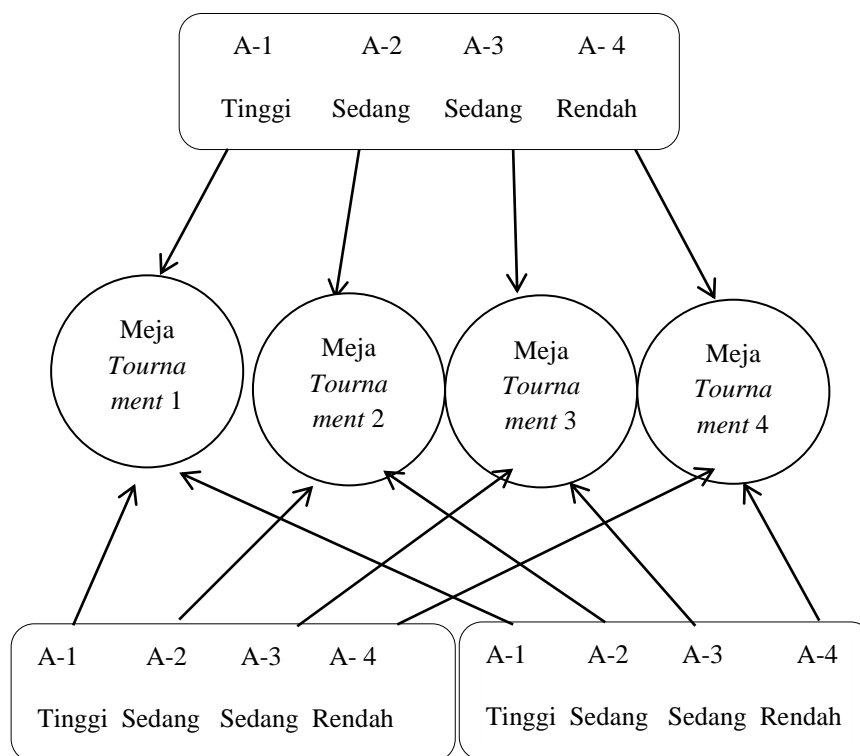 A-1 A-2 A-3 A- 4
Tinggi Sedang Sedang Rendah
Meja
Tourna
ment 1
Meja
Tourna
ment 2
Meja
Tourna
ment 3
Meja
Tourna
ment 4
A-1 A-2 A-3 A- 4
Tinggi Sedang Sedang Rendah
A-1 A-2 A-3 A-4
Tinggi Sedang Sedang Rendah